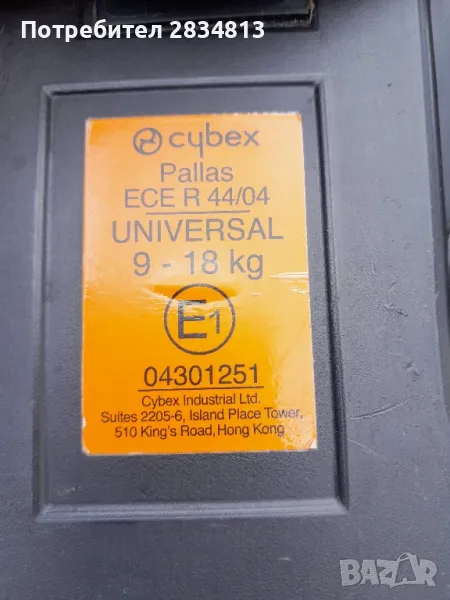 Потребител 2834813
cybex
Pallas
ECE R 44/04
UNIVERSAL
9 - 18 kg
E1
04301251
Cybex Industrial Ltd.
Suites 2205-6, Island Place Tower,
510 King's Road, Hong Kong
BAZAR